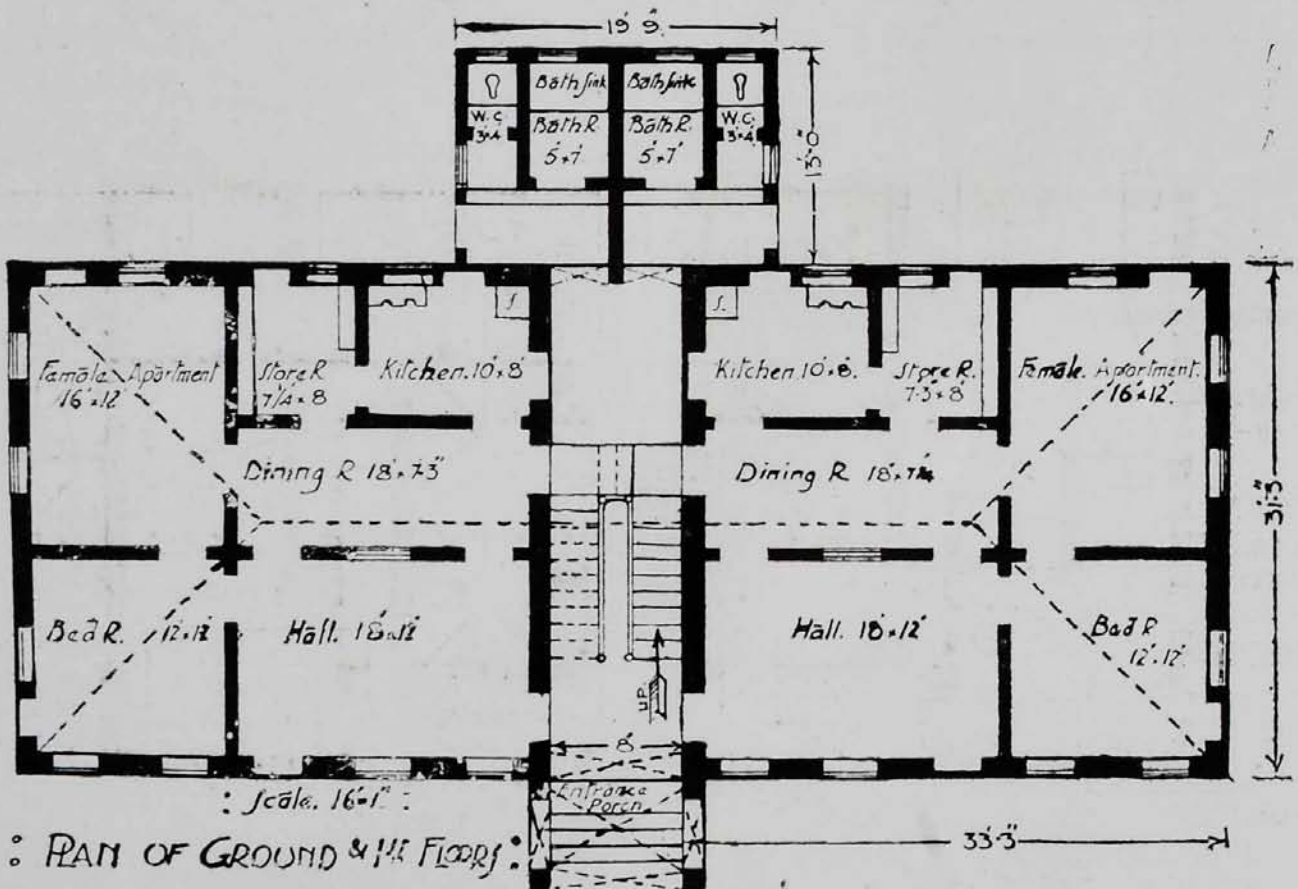 19' 9"
Bath Sink
Bath Sink
W.C.
3'×4'
Bath R.
5'×7'
Bath R.
5'×7'
W.C.
3'×4'
13'-0"
Female Apartment
16'×12'
Store R
7 1/4 × 8
Kitchen. 10'×8'
S.
S.
Kitchen 10'×8'.
Store R.
7-3"×8'
Female. Apartment.
16'×12'
Dining R 18'×7-3"
Dining R 18'×7 1/4
31'-3"
Bed R. 12'×12'
Hall. 18'×12'
UP
Hall. 18'×12'
Bed R
12'×12'
8'
Scale. 16'=1"
Entrance
Porch
33'-3"
: PLAN OF GROUND & 1st FLOORS :